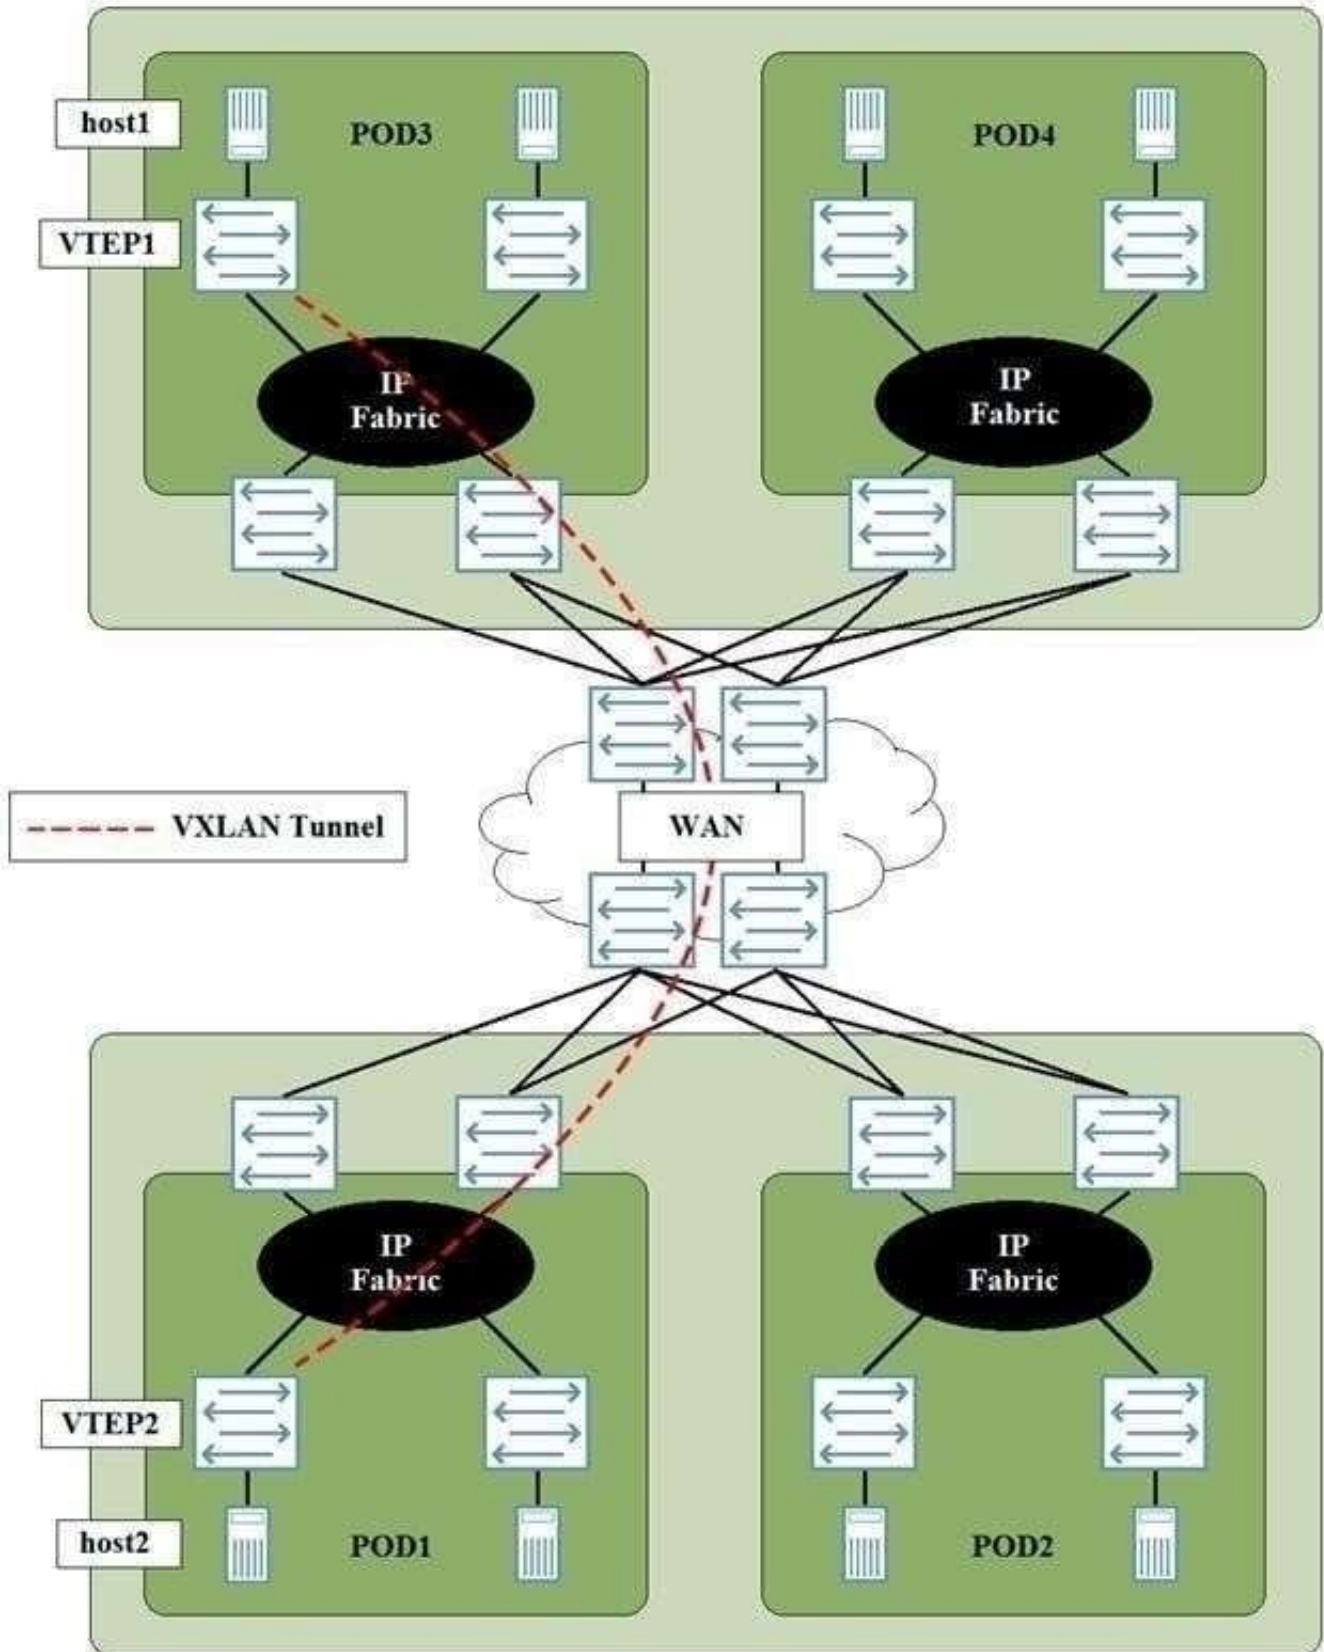 host1
POD3
POD4
VTEP1
IP
Fabric
IP
Fabric
VXLAN Tunnel
WAN
IP
Fabric
IP
Fabric
VTEP2
host2
POD1
POD2